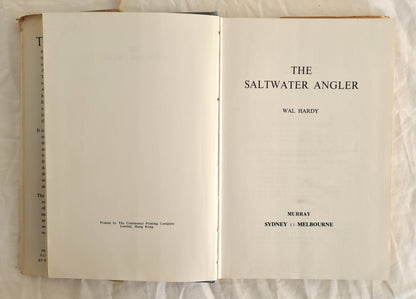 Printed by The Continental Printing Company
Limited, Hong Kong
THE
SALTWATER ANGLER
WAL HARDY
MURRAY
SYDNEY :: MELBOURNE